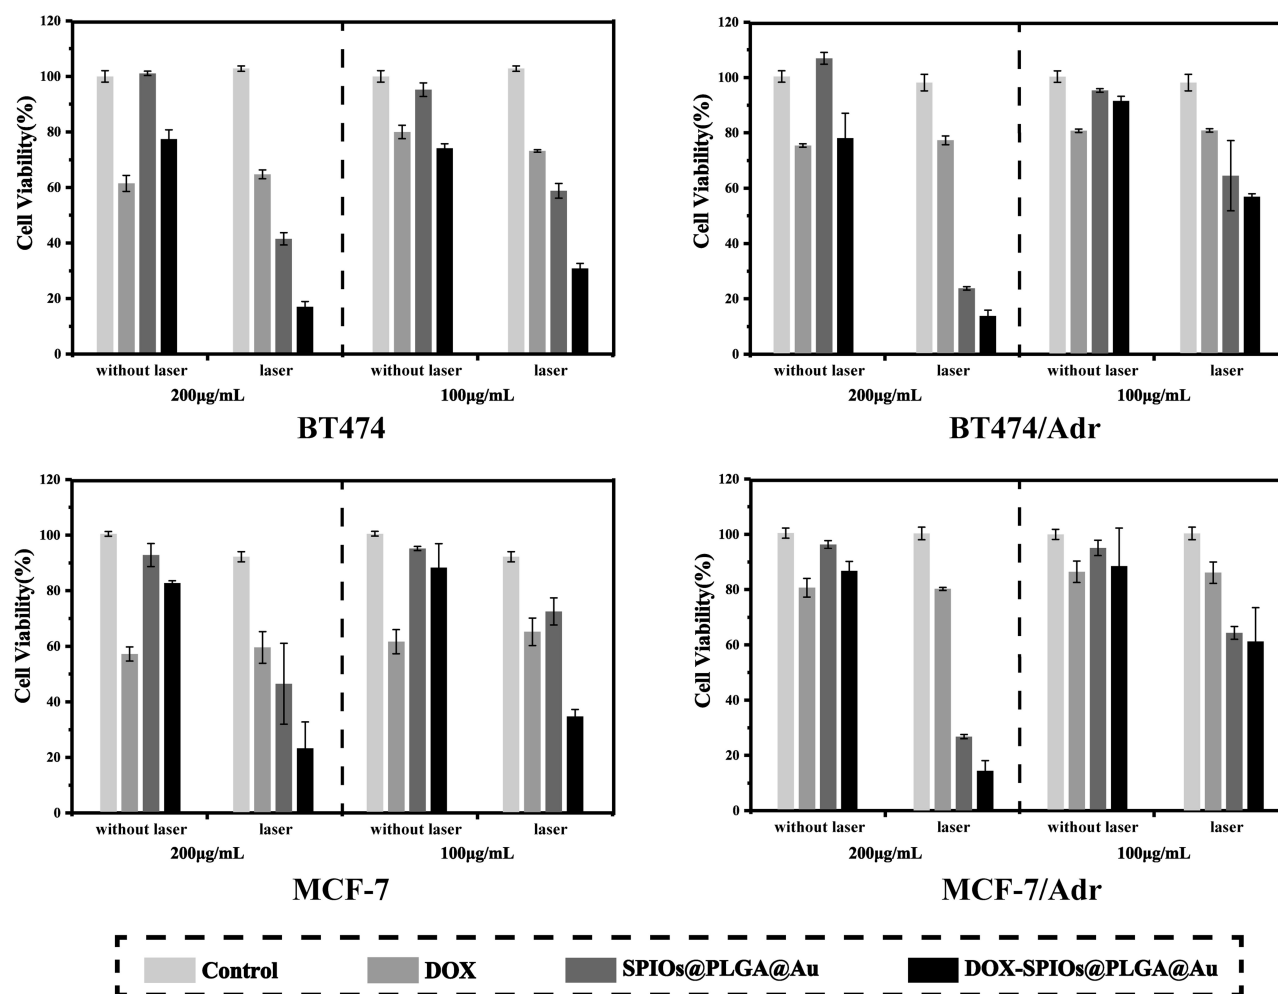 120
100
80
60
40
20
0
Cell Viability(%)
without laser laser without laser laser
200μg/mL 100μg/mL
BT474
120
100
80
60
40
20
0
Cell Viability(%)
without laser laser without laser laser
200μg/mL 100μg/mL
BT474/Adr
120
100
80
60
40
20
0
Cell Viability(%)
without laser laser without laser laser
200μg/mL 100μg/mL
MCF-7
120
100
80
60
40
20
0
Cell Viability(%)
without laser laser without laser laser
200μg/mL 100μg/mL
MCF-7/Adr
Control DOX SPIOs@PLGA@Au DOX-SPIOs@PLGA@Au